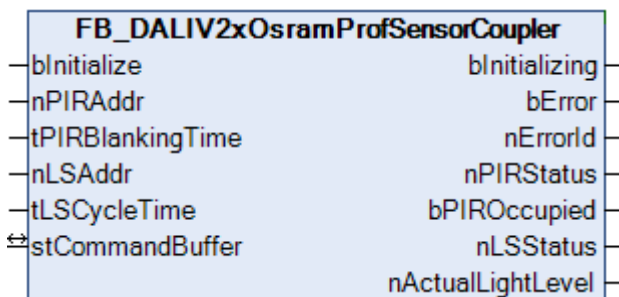 FB_DALIV2xOsramProfSensorCoupler
bInitialize bInitializing
nPIRAddr bError
tPIRBlankingTime nErrorId
nLSAddr nPIRStatus
tLSCycleTime bPIROccupied
stCommandBuffer nLSStatus
nActualLightLevel